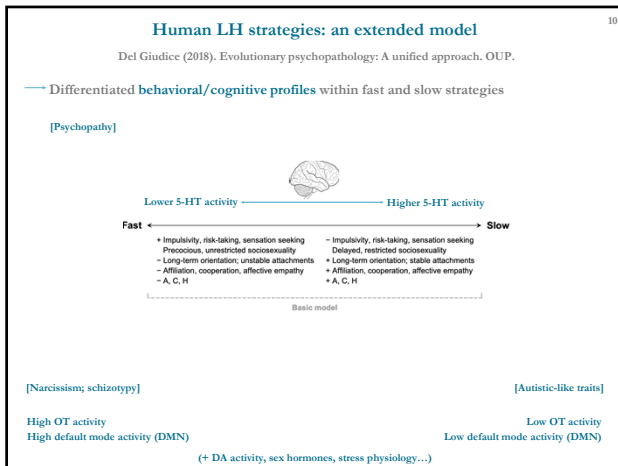 10
Human LH strategies: an extended model
Del Giudice (2018). Evolutionary psychopathology: A unified approach. OUP.
→ Differentiated behavioral/cognitive profiles within fast and slow strategies
[Psychopathy]
Lower 5-HT activity Higher 5-HT activity
Fast Slow
+ Impulsivity, risk-taking, sensation seeking
Precocious, unrestricted sociosexuality
− Long-term orientation; unstable attachments
− Affiliation, cooperation, affective empathy
− A, C, H
− Impulsivity, risk-taking, sensation seeking
Delayed, restricted sociosexuality
+ Long-term orientation; stable attachments
+ Affiliation, cooperation, affective empathy
+ A, C, H
Basic model
[Narcissism; schizotypy] [Autistic-like traits]
High OT activity Low OT activity
High default mode activity (DMN) Low default mode activity (DMN)
(+ DA activity, sex hormones, stress physiology…)